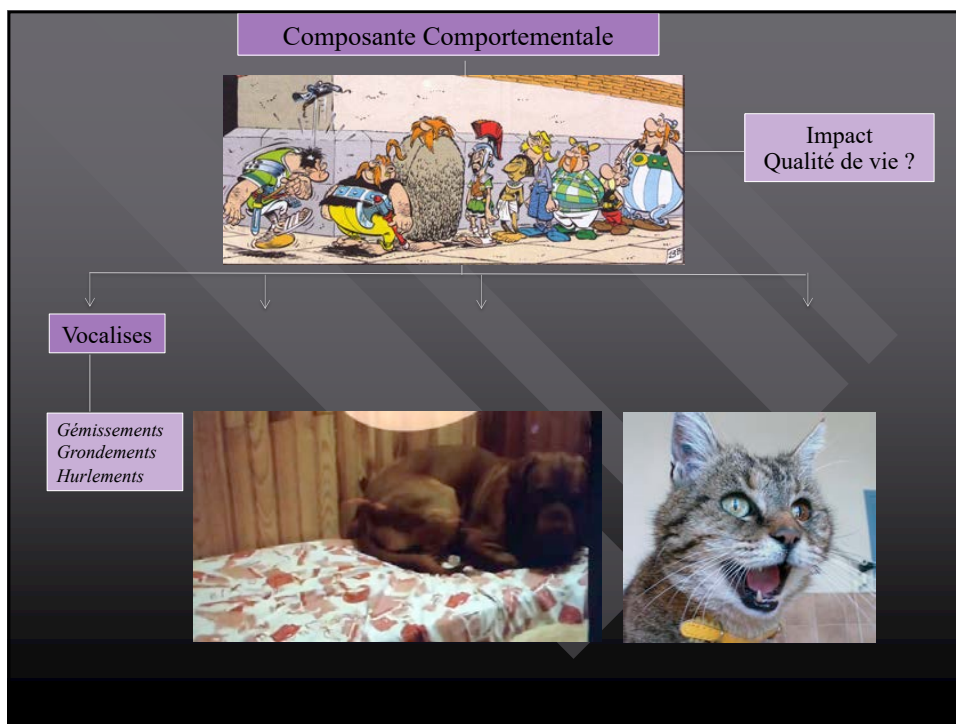 Composante Comportementale
Impact
Qualité de vie ?
Vocalises
Gémissements
Grondements
Hurlements